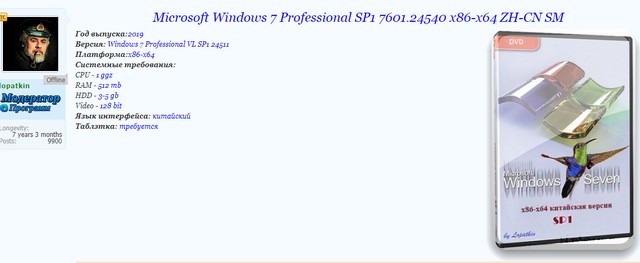 Microsoft Windows 7 Professional SP1 7601.24540 x86-x64 ZH-CN SM
Год выпуска:2019
Версия: Windows 7 Professional VL SP1 24511
Платформа:x86-x64
Системные требования:
CPU - 1 ggz
RAM - 512 mb
HDD - 3-5 gb
Video - 128 bit
Язык интерфейса: китайский
Таблэтка: требуется
Offline
lopatkin
Модератор
Программ
Longevity:
7 years 3 months
Posts: 9900
DVD
Microsoft
Windows Seven
x86-x64 китайская версия
SP1
by Lopatkin